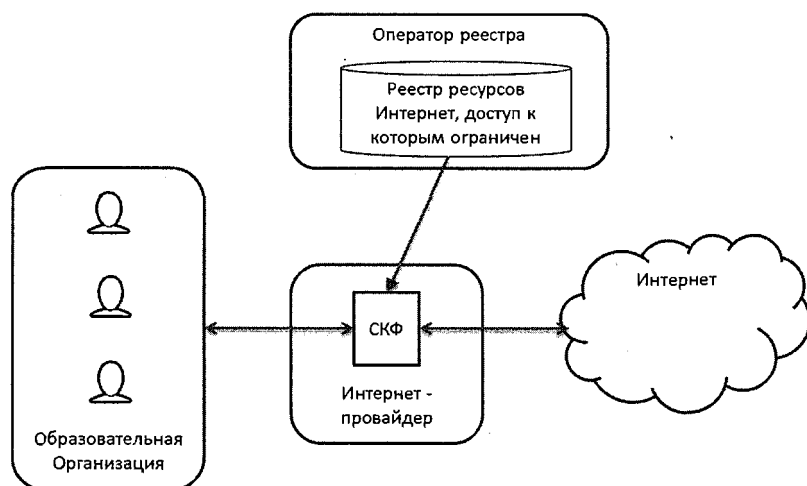 Оператор реестра
Реестр ресурсов
Интернет, доступ к
которым ограничен
Интернет
СКФ
Интернет -
провайдер
Образовательная
Организация